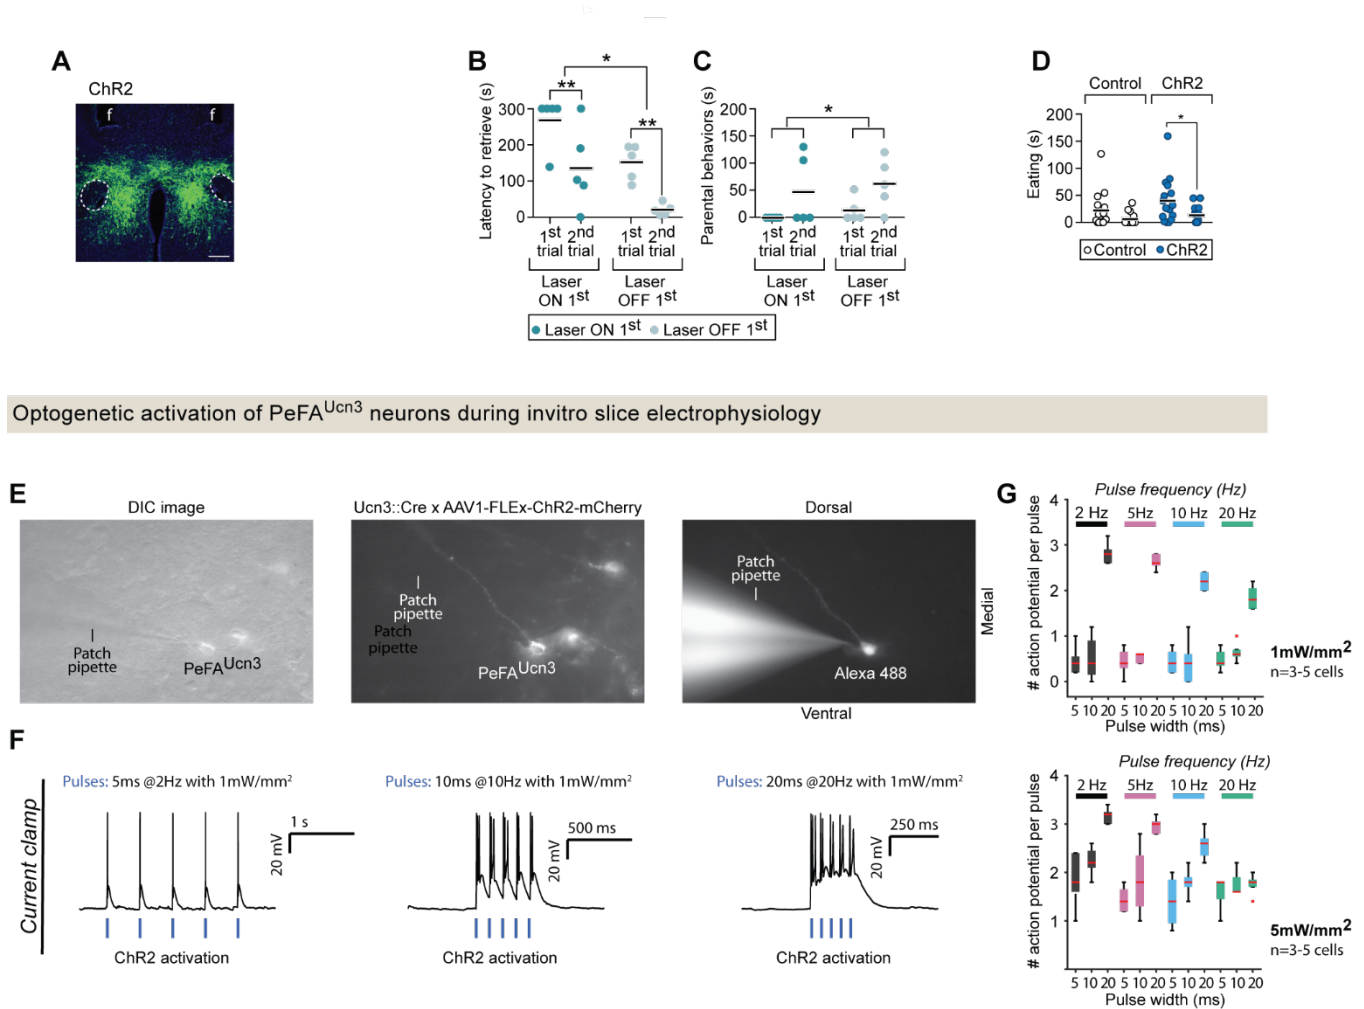 A
ChR2
f
f
B
Latency to retrieve (s)
*
**
**
300
200
100
0
1st trial
2nd trial
1st trial
2nd trial
Laser ON 1st
Laser OFF 1st
C
Parental behaviors (s)
*
200
150
100
50
0
1st trial
2nd trial
1st trial
2nd trial
Laser ON 1st
Laser OFF 1st
Laser ON 1st
Laser OFF 1st
D
Control
ChR2
Eating (s)
*
200
150
100
50
0
Control
ChR2
Optogenetic activation of PeFAUcn3 neurons during invitro slice electrophysiology
E
DIC image
Patch pipette
PeFAUcn3
Ucn3::Cre x AAV1-FLEx-ChR2-mCherry
Patch pipette
Patch pipette
PeFAUcn3
Dorsal
Patch pipette
Alexa 488
Medial
Ventral
F
Current clamp
Pulses: 5ms @2Hz with 1mW/mm2
1 s
20 mV
ChR2 activation
Pulses: 10ms @10Hz with 1mW/mm2
500 ms
20 mV
ChR2 activation
Pulses: 20ms @20Hz with 1mW/mm2
250 ms
20 mV
ChR2 activation
G
Pulse frequency (Hz)
2 Hz
5Hz
10 Hz
20 Hz
# action potential per pulse
4
3
2
1
0
5 10 20 5 10 20 5 10 20 5 10 20
Pulse width (ms)
1mW/mm2
n=3-5 cells
Pulse frequency (Hz)
2 Hz
5Hz
10 Hz
20 Hz
# action potential per pulse
4
3
2
1
5 10 20 5 10 20 5 10 20 5 10 20
Pulse width (ms)
5mW/mm2
n=3-5 cells